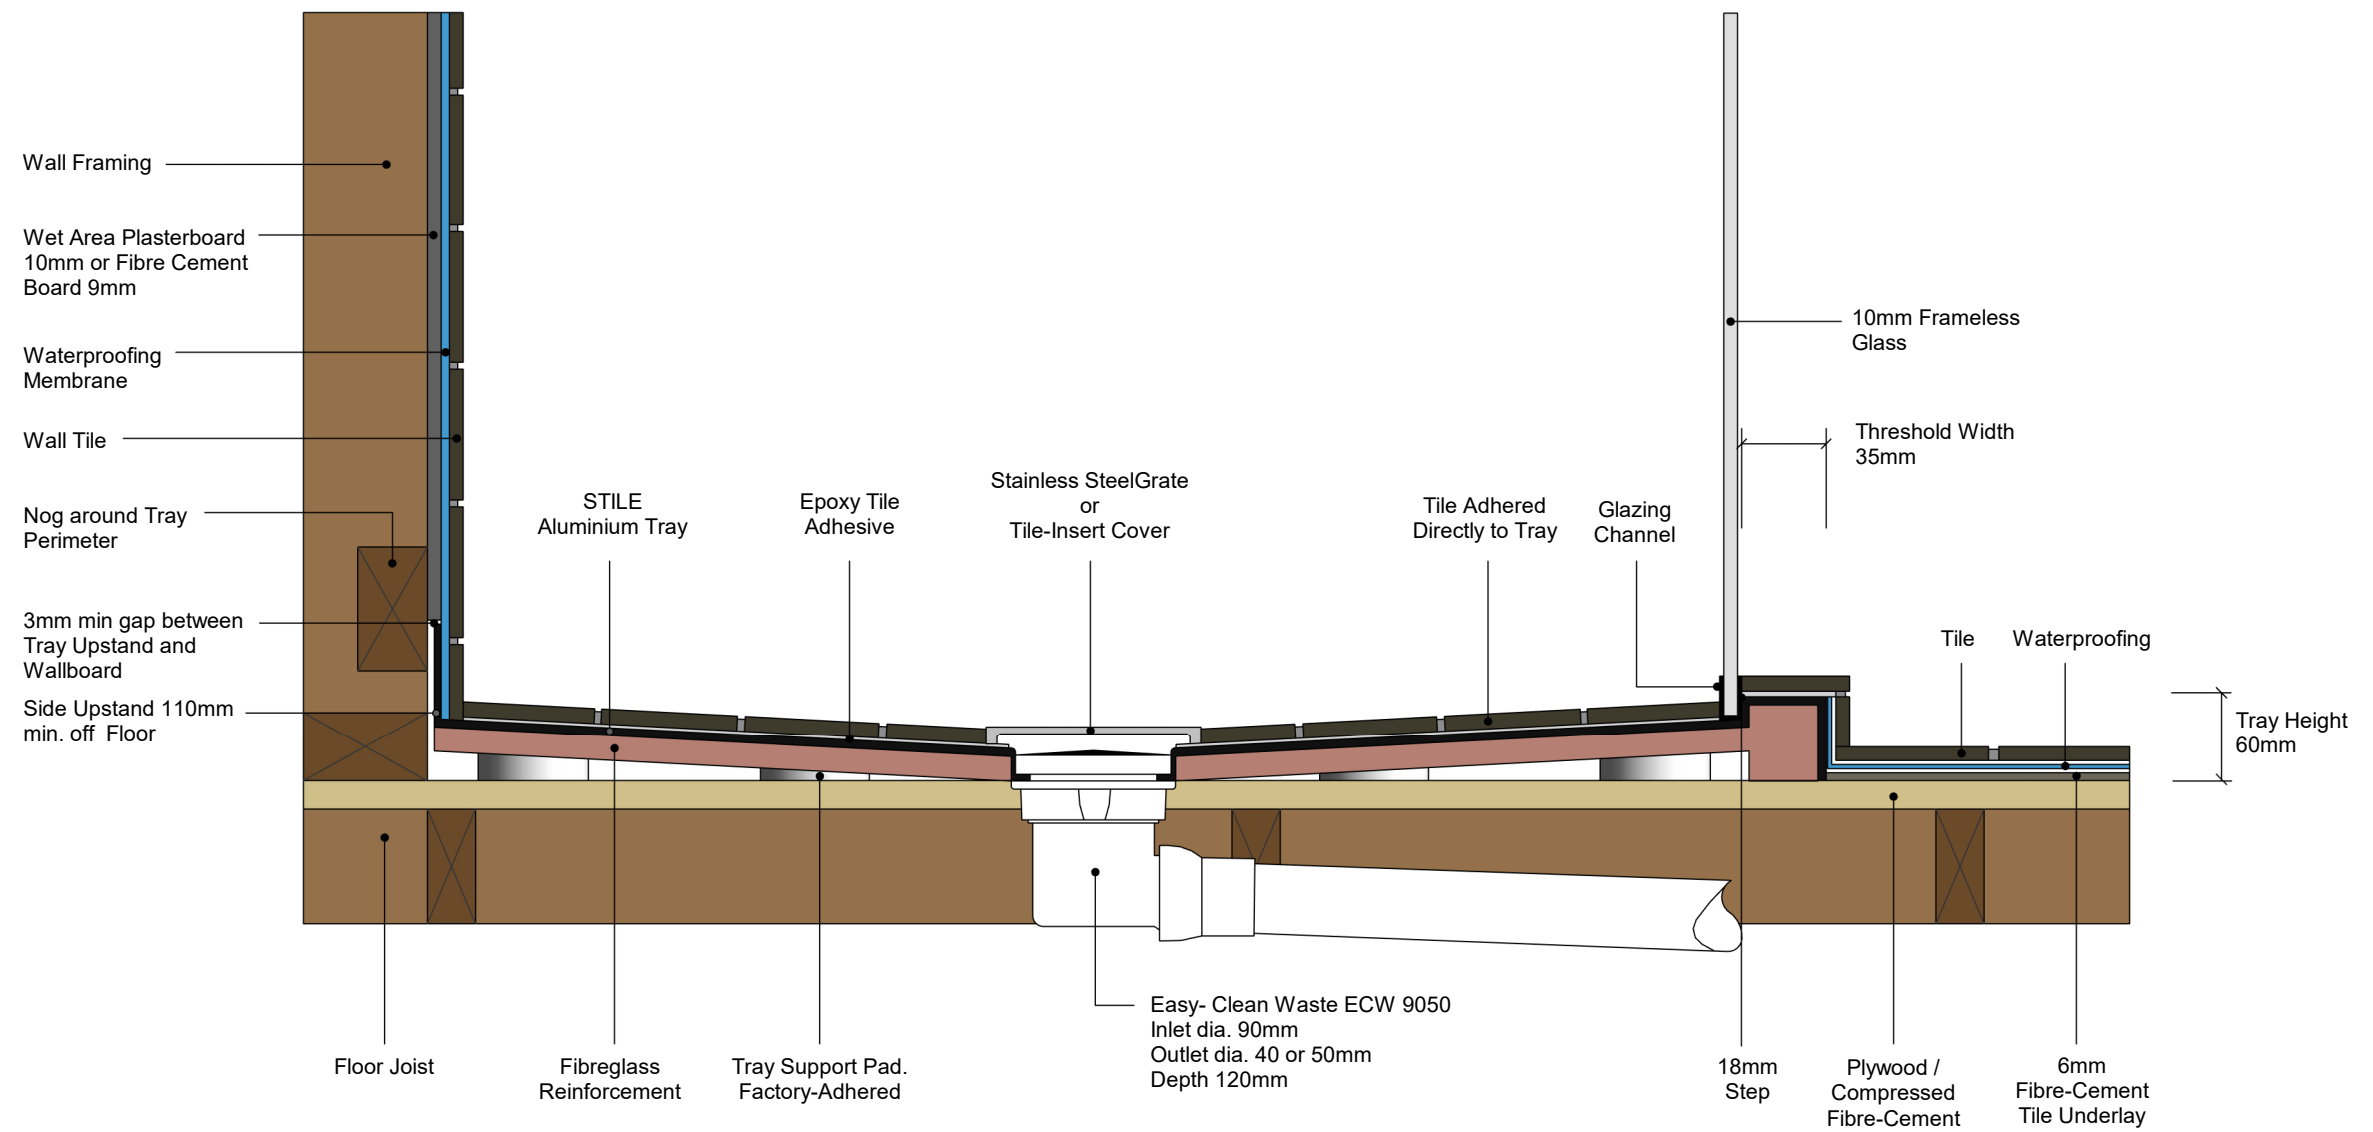 Wall Framing
Wet Area Plasterboard
10mm or Fibre Cement
Board 9mm
Waterproofing
Membrane
Wall Tile
Nog around Tray
Perimeter
3mm min gap between
Tray Upstand and
Wallboard
Side Upstand 110mm
min. off  Floor
STILE
Aluminium Tray
Epoxy Tile
Adhesive
Stainless SteelGrate
or
Tile-Insert Cover
Tile Adhered
Directly to Tray
Glazing
Channel
10mm Frameless
Glass
Threshold Width
35mm
Tile
Waterproofing
Tray Height
60mm
Floor Joist
Fibreglass
Reinforcement
Tray Support Pad.
Factory-Adhered
Easy- Clean Waste ECW 9050
Inlet dia. 90mm
Outlet dia. 40 or 50mm
Depth 120mm
18mm
Step
Plywood /
Compressed
Fibre-Cement
6mm
Fibre-Cement
Tile Underlay